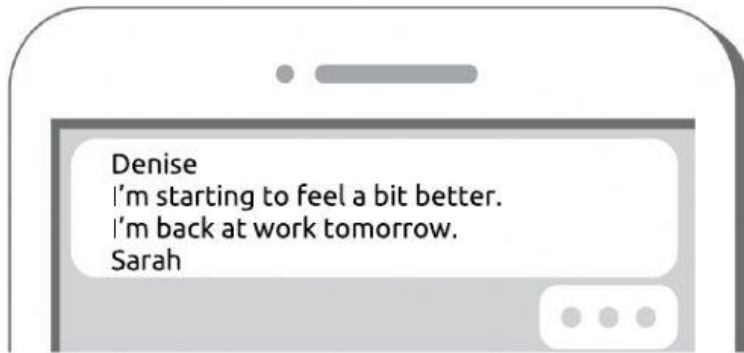 Denise
I'm starting to feel a bit better.
I'm back at work tomorrow.
Sarah